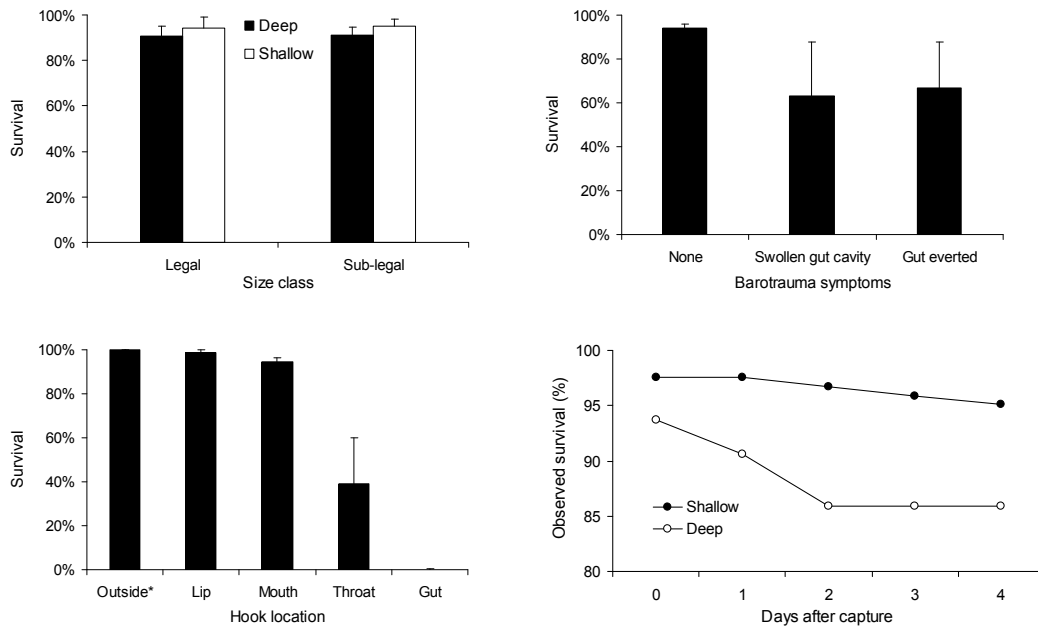 100%
80%
60%
40%
20%
0%
Survival
Deep
Shallow
Legal Sub-legal
Size class
100%
80%
60%
40%
20%
0%
Survival
None Swollen gut cavity Gut everted
Barotrauma symptoms
100%
80%
60%
40%
20%
0%
Survival
Outside* Lip Mouth Throat Gut
Hook location
100
95
90
85
80
Observed survival (%)
Shallow
Deep
0 1 2 3 4
Days after capture